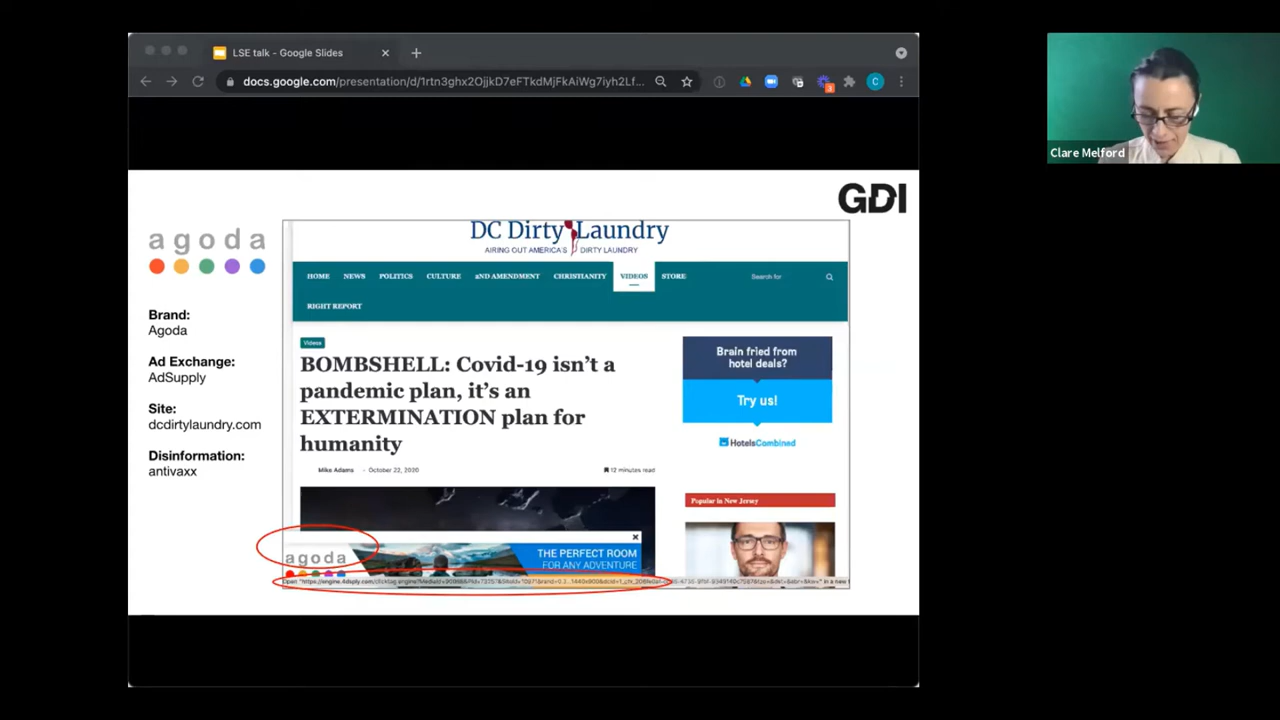 LSE talk - Google Slides
docs.google.com/presentation/d/1rtn3ghx2OjjkD7eFTkdMjFkAiWg7iyh2Lf...
3
C
Clare Melford
GDI
agoda
Brand:
Agoda
Ad Exchange:
AdSupply
Site:
dcdirtylaundry.com
Disinformation:
antivaxx
DC Dirty Laundry
AIRING OUT AMERICA'S DIRTY LAUNDRY
HOME NEWS POLITICS CULTURE 2ND AMENDMENT CHRISTIANITY VIDEOS STORE Search for
RIGHT REPORT
Videos
BOMBSHELL: Covid-19 isn't a
pandemic plan, it's an
EXTERMINATION plan for
humanity
Mike Adams October 22, 2020 12 minutes read
Brain fried from
hotel deals?
Try us!
HotelsCombined
Popular in New Jersey
agoda
THE PERFECT ROOM
FOR ANY ADVENTURE